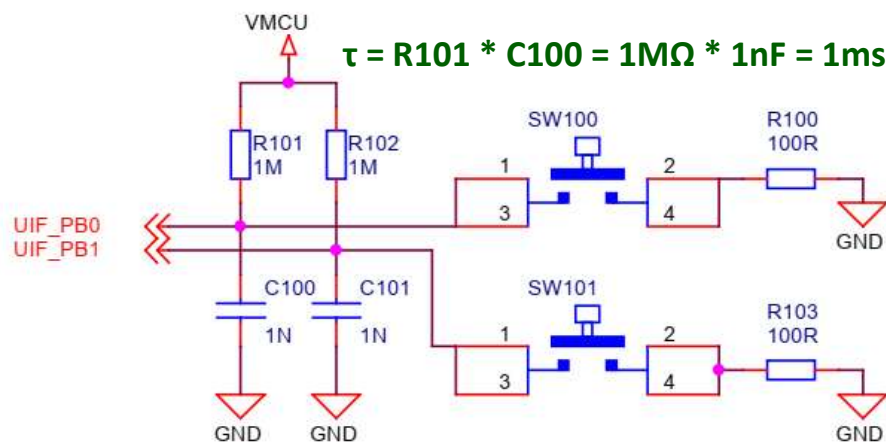 VMCU
τ = R101 * C100 = 1MΩ * 1nF = 1ms
R101
1M
R102
1M
SW100
1
3
2
4
R100
100R
GND
UIF_PB0
UIF_PB1
C100
1N
C101
1N
GND
GND
SW101
1
3
2
4
R103
100R
GND